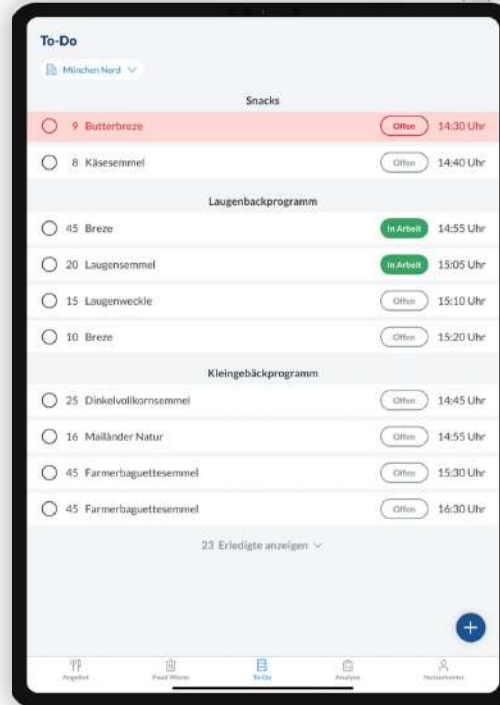 To-Do
München Nord
Snacks
9 Butterbreze Offen 14:30 Uhr
8 Käsesemmel Offen 14:40 Uhr
Laugenbackprogramm
45 Breze In Arbeit 14:55 Uhr
20 Laugensemmel In Arbeit 15:05 Uhr
15 Laugenweckle Offen 15:10 Uhr
10 Breze Offen 15:20 Uhr
Kleingebäckprogramm
25 Dinkelvollkornsemmel Offen 14:45 Uhr
16 Mailänder Natur Offen 14:55 Uhr
45 Farmerbaguettesemmel Offen 15:30 Uhr
45 Farmerbaguettesemmel Offen 16:30 Uhr
23 Erledigte anzeigen
Angebot Food Waste To-Do Analyse Nutzerkonto